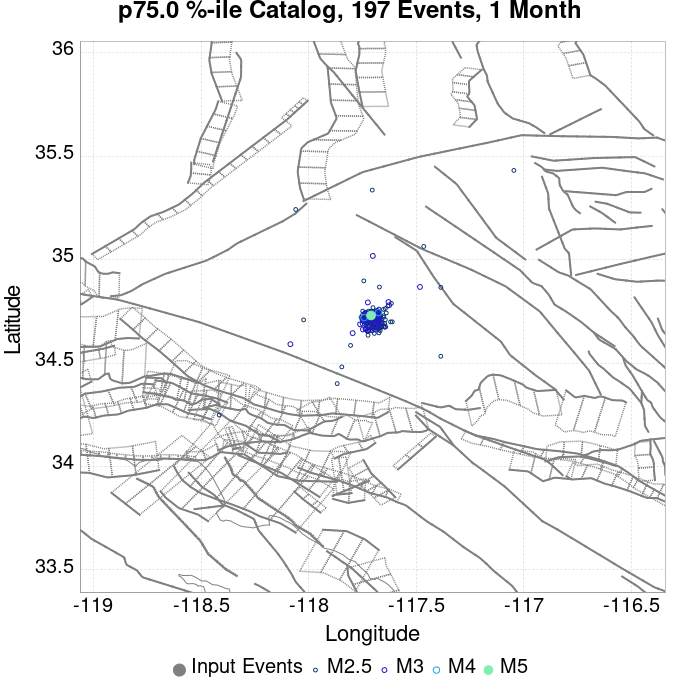 p75.0 %-ile Catalog, 197 Events, 1 Month
36
35.5
35
34.5
34
33.5
Latitude
-119
-118.5
-118
-117.5
-117
-116.5
Longitude
Input Events
M2.5
M3
M4
M5